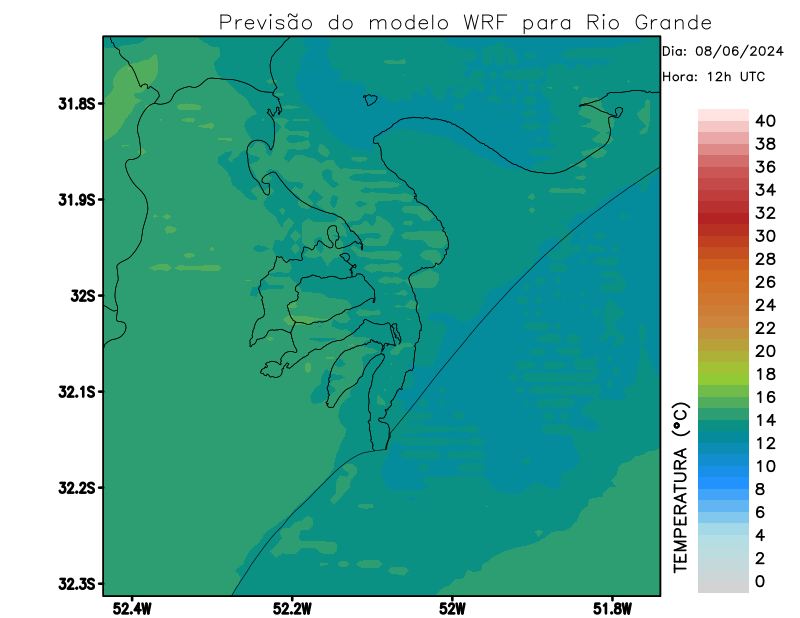 Previsão do modelo WRF para Rio Grande
Dia: 08/06/2024
Hora: 12h UTC
31.8S
31.9S
32S
32.1S
32.2S
32.3S
52.4W
52.2W
52W
51.8W
TEMPERATURA (°C)
40
38
36
34
32
30
28
26
24
22
20
18
16
14
12
10
8
6
4
2
0